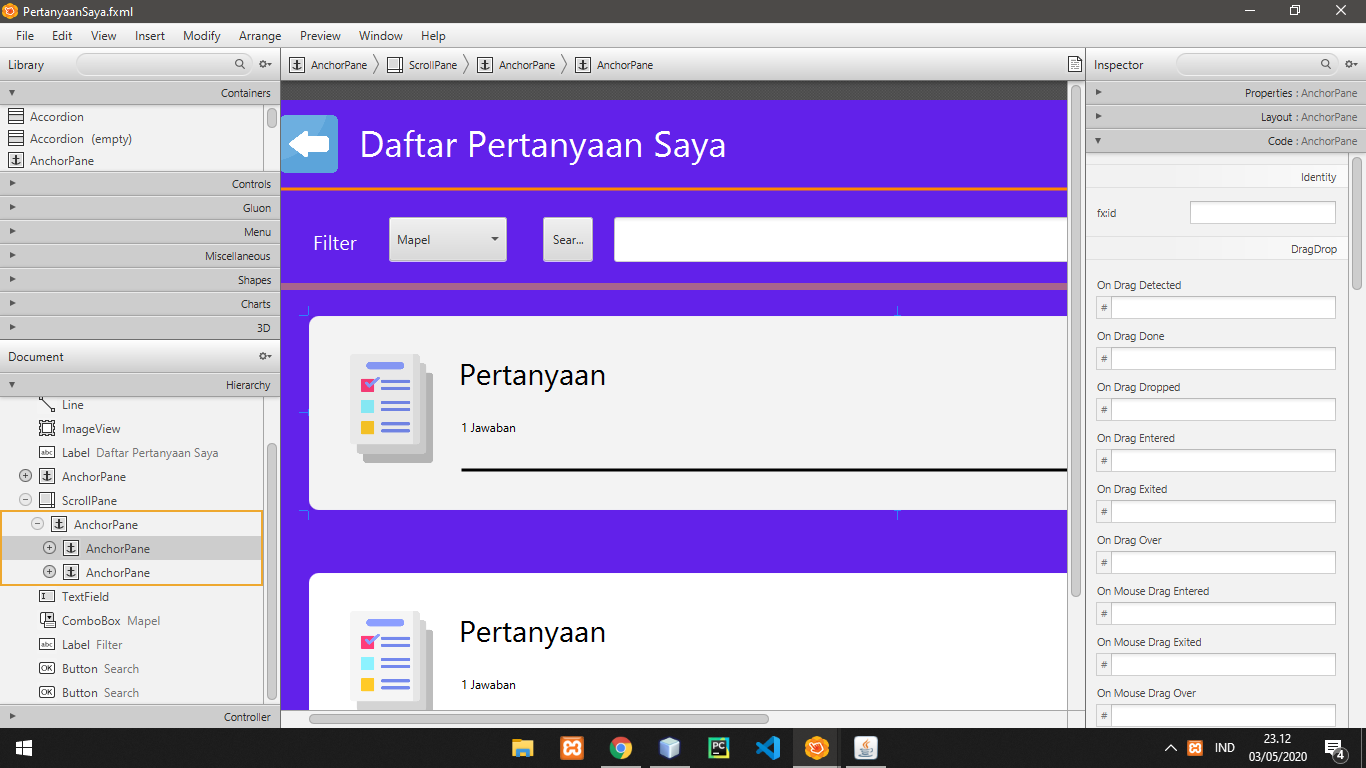 PertanyaanSaya.fxml
File Edit View Insert Modify Arrange Preview Window Help
Library
AnchorPane ScrollPane AnchorPane AnchorPane
Inspector
Containers
Accordion
Accordion (empty)
AnchorPane
Controls
Gluon
Menu
Miscellaneous
Shapes
Charts
3D
Document
Hierarchy
Line
ImageView
abc Label Daftar Pertanyaan Saya
AnchorPane
ScrollPane
AnchorPane
AnchorPane
AnchorPane
TextField
ComboBox Mapel
abc Label Filter
OK Button Search
OK Button Search
Controller
Daftar Pertanyaan Saya
Filter
Mapel
Sear...
Pertanyaan
1 Jawaban
Pertanyaan
1 Jawaban
Properties : AnchorPane
Layout : AnchorPane
Code : AnchorPane
Identity
fx:id
DragDrop
On Drag Detected
#
On Drag Done
#
On Drag Dropped
#
On Drag Entered
#
On Drag Exited
#
On Drag Over
#
On Mouse Drag Entered
#
On Mouse Drag Exited
#
On Mouse Drag Over
#
PC
IND
23.12
03/05/2020
4